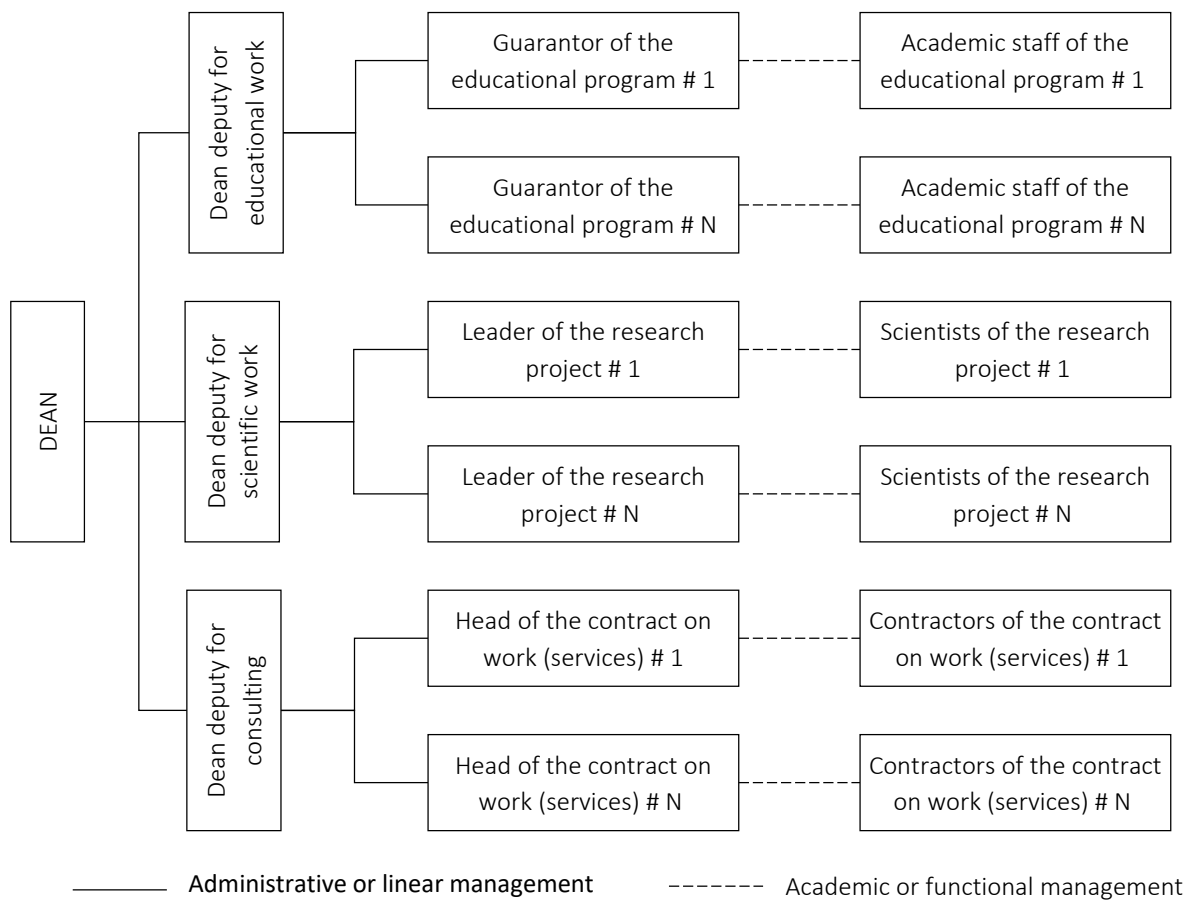 DEAN
Dean deputy for
educational work
Guarantor of the
educational program # 1
Academic staff of the
educational program # 1
Guarantor of the
educational program # N
Academic staff of the
educational program # N
Dean deputy for
scientific work
Leader of the research
project # 1
Scientists of the research
project # 1
Leader of the research
project # N
Scientists of the research
project # N
Dean deputy for
consulting
Head of the contract on
work (services) # 1
Contractors of the contract
on work (services) # 1
Head of the contract on
work (services) # N
Contractors of the contract
on work (services) # N
Administrative or linear management
Academic or functional management